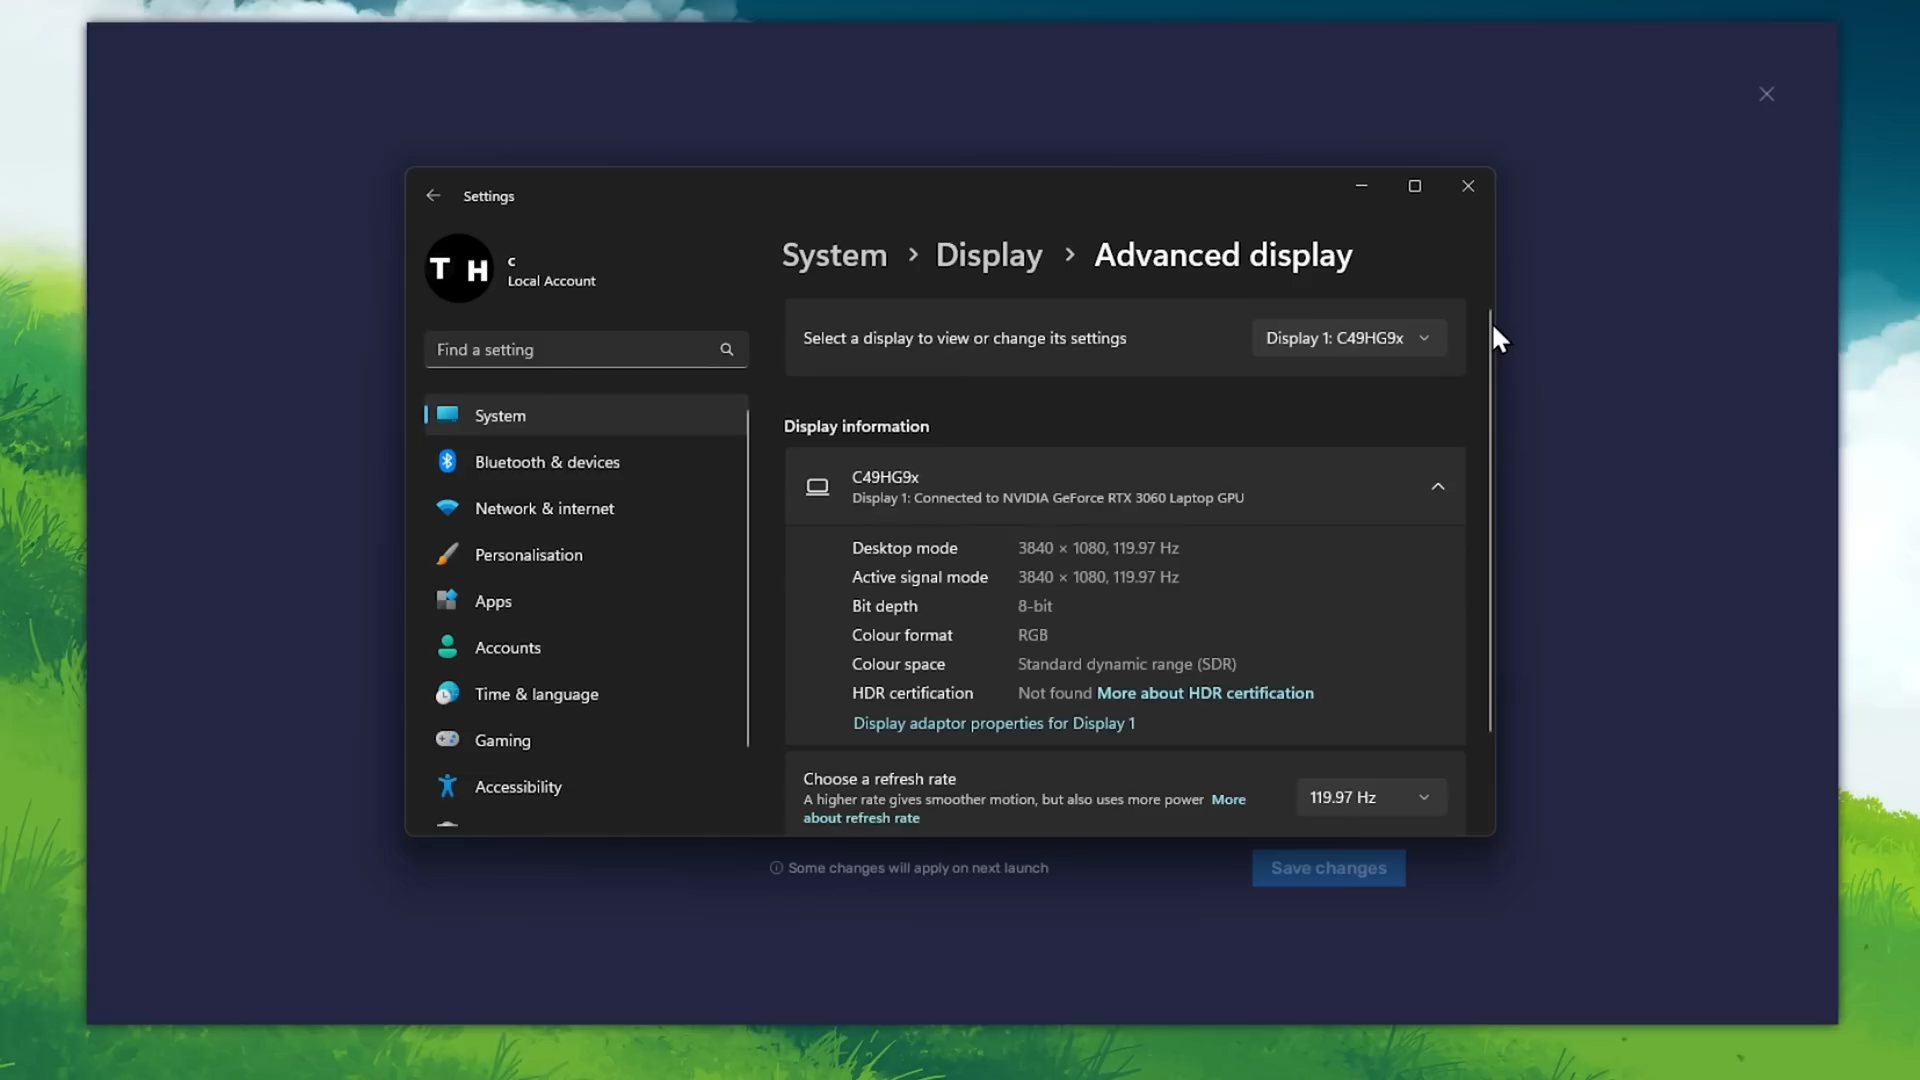 Settings
T H
c
Local Account
Find a setting
System
Bluetooth & devices
Network & internet
Personalisation
Apps
Accounts
Time & language
Gaming
Accessibility
System > Display > Advanced display
Select a display to view or change its settings
Display 1: C49HG9x
Display information
C49HG9x
Display 1: Connected to NVIDIA GeForce RTX 3060 Laptop GPU
Desktop mode 3840 × 1080, 119.97 Hz
Active signal mode 3840 × 1080, 119.97 Hz
Bit depth 8-bit
Colour format RGB
Colour space Standard dynamic range (SDR)
HDR certification Not found More about HDR certification
Display adaptor properties for Display 1
Choose a refresh rate
A higher rate gives smoother motion, but also uses more power More
about refresh rate
119.97 Hz
Some changes will apply on next launch
Save changes